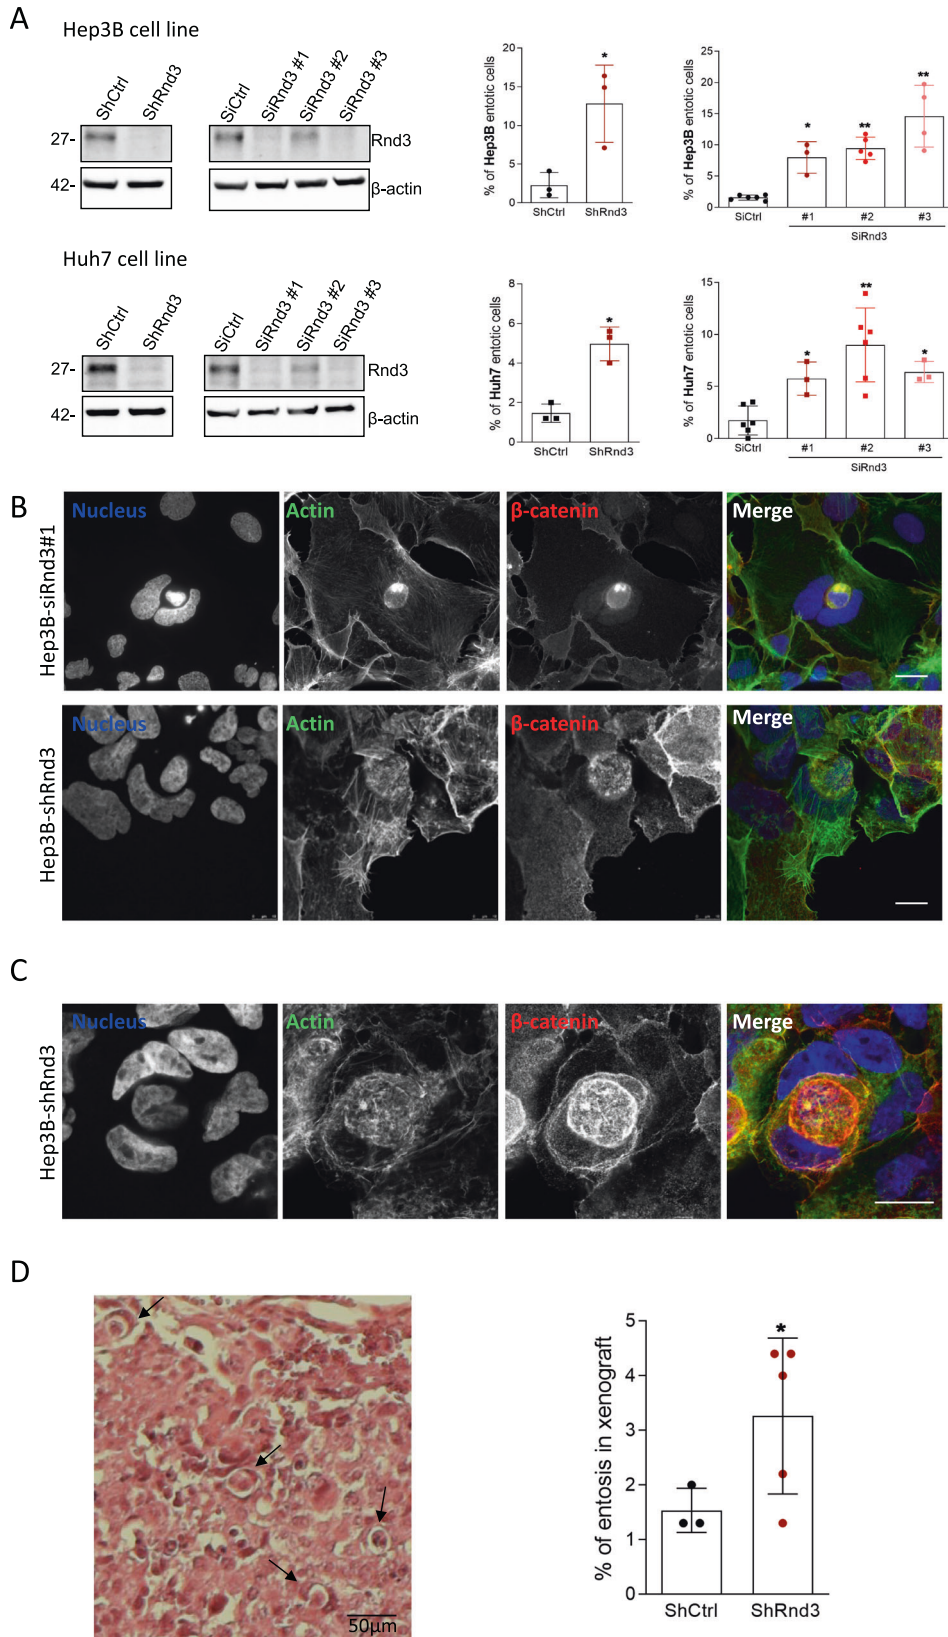 A
Hep3B cell line
ShCtrl
ShRnd3
SiCtrl
SiRnd3 #1
SiRnd3 #2
SiRnd3 #3
27-
Rnd3
42-
β-actin
% of Hep3B entotic cells
20
15
10
5
0
*
ShCtrl
ShRnd3
% of Hep3B entotic cells
25
20
15
10
5
0
*
**
**
SiCtrl
#1
#2
#3
SiRnd3
Huh7 cell line
ShCtrl
ShRnd3
SiCtrl
SiRnd3 #1
SiRnd3 #2
SiRnd3 #3
27-
Rnd3
42-
β-actin
% of Huh7 entotic cells
8
6
4
2
0
*
ShCtrl
ShRnd3
% of Huh7 entotic cells
15
10
5
0
*
**
*
SiCtrl
#1
#2
#3
SiRnd3
B
Hep3B-siRnd3#1
Nucleus
Actin
β-catenin
Merge
Hep3B-shRnd3
Nucleus
Actin
β-catenin
Merge
C
Hep3B-shRnd3
Nucleus
Actin
β-catenin
Merge
D
50µm
% of entosis in xenograft
5
4
3
2
1
0
*
ShCtrl
ShRnd3